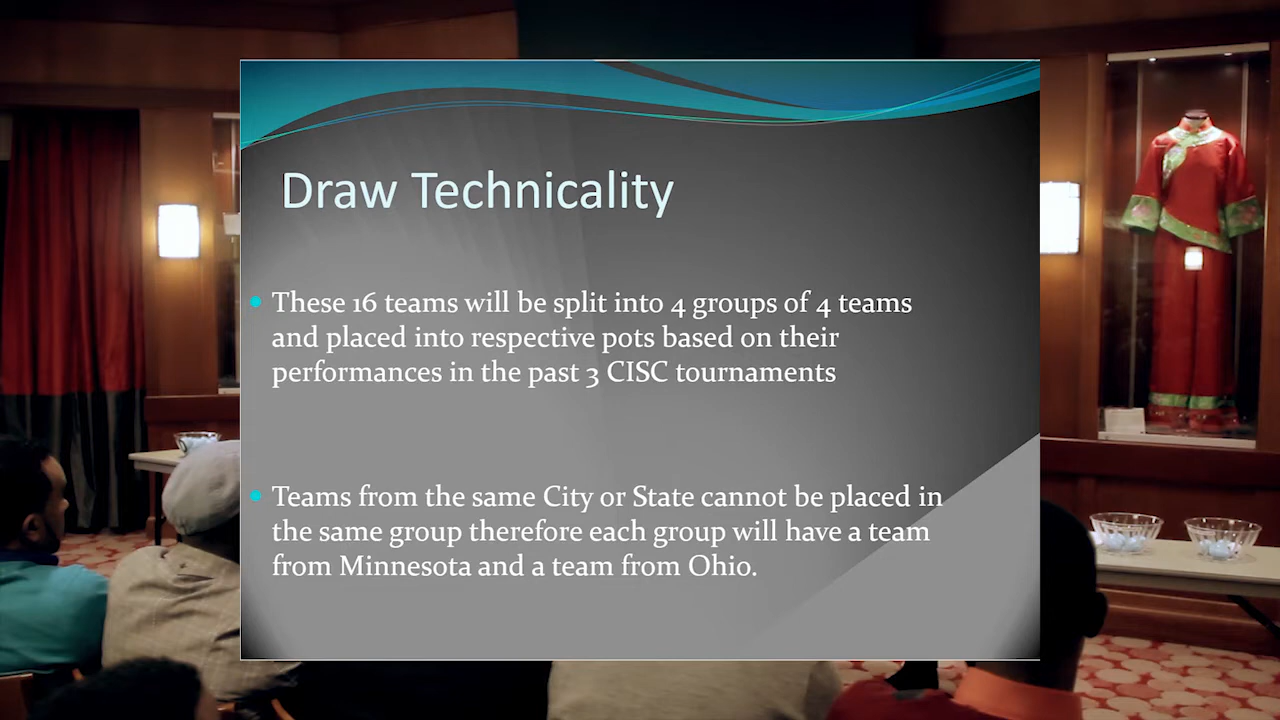 Draw Technicality
These 16 teams will be split into 4 groups of 4 teams
and placed into respective pots based on their
performances in the past 3 CISC tournaments
Teams from the same City or State cannot be placed in
the same group therefore each group will have a team
from Minnesota and a team from Ohio.